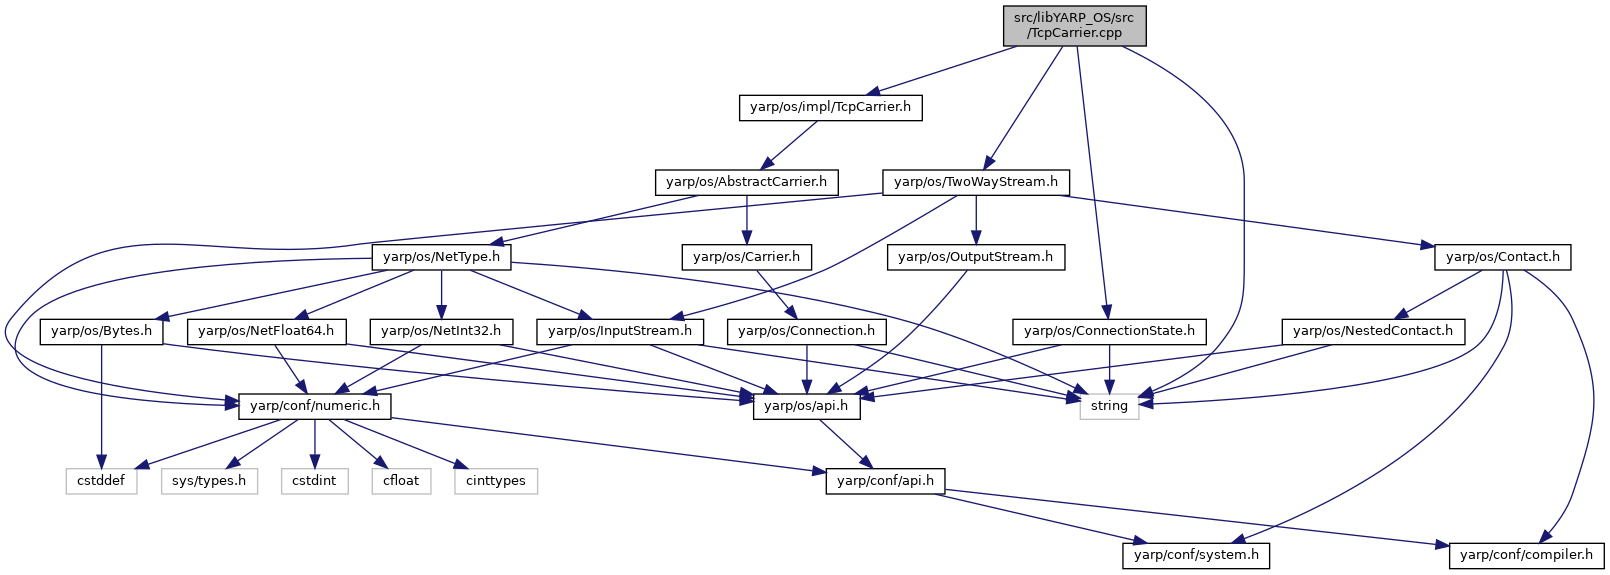 src/libYARP_OS/src
/TcpCarrier.cpp
yarp/os/impl/TcpCarrier.h
yarp/os/AbstractCarrier.h
yarp/os/TwoWayStream.h
yarp/os/NetType.h
yarp/os/Carrier.h
yarp/os/OutputStream.h
yarp/os/Contact.h
yarp/os/Bytes.h
yarp/os/NetFloat64.h
yarp/os/NetInt32.h
yarp/os/InputStream.h
yarp/os/Connection.h
yarp/os/ConnectionState.h
yarp/os/NestedContact.h
yarp/conf/numeric.h
yarp/os/api.h
string
cstddef
sys/types.h
cstdint
cfloat
cinttypes
yarp/conf/api.h
yarp/conf/system.h
yarp/conf/compiler.h